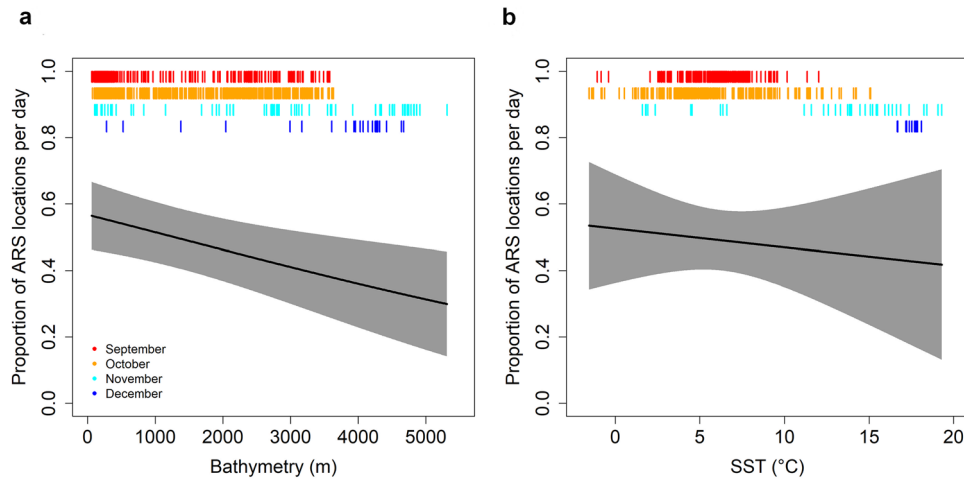 a
Proportion of ARS locations per day
0.0 0.2 0.4 0.6 0.8 1.0
September
October
November
December
0 1000 2000 3000 4000 5000
Bathymetry (m)
b
Proportion of ARS locations per day
0.0 0.2 0.4 0.6 0.8 1.0
0 5 10 15 20
SST (°C)